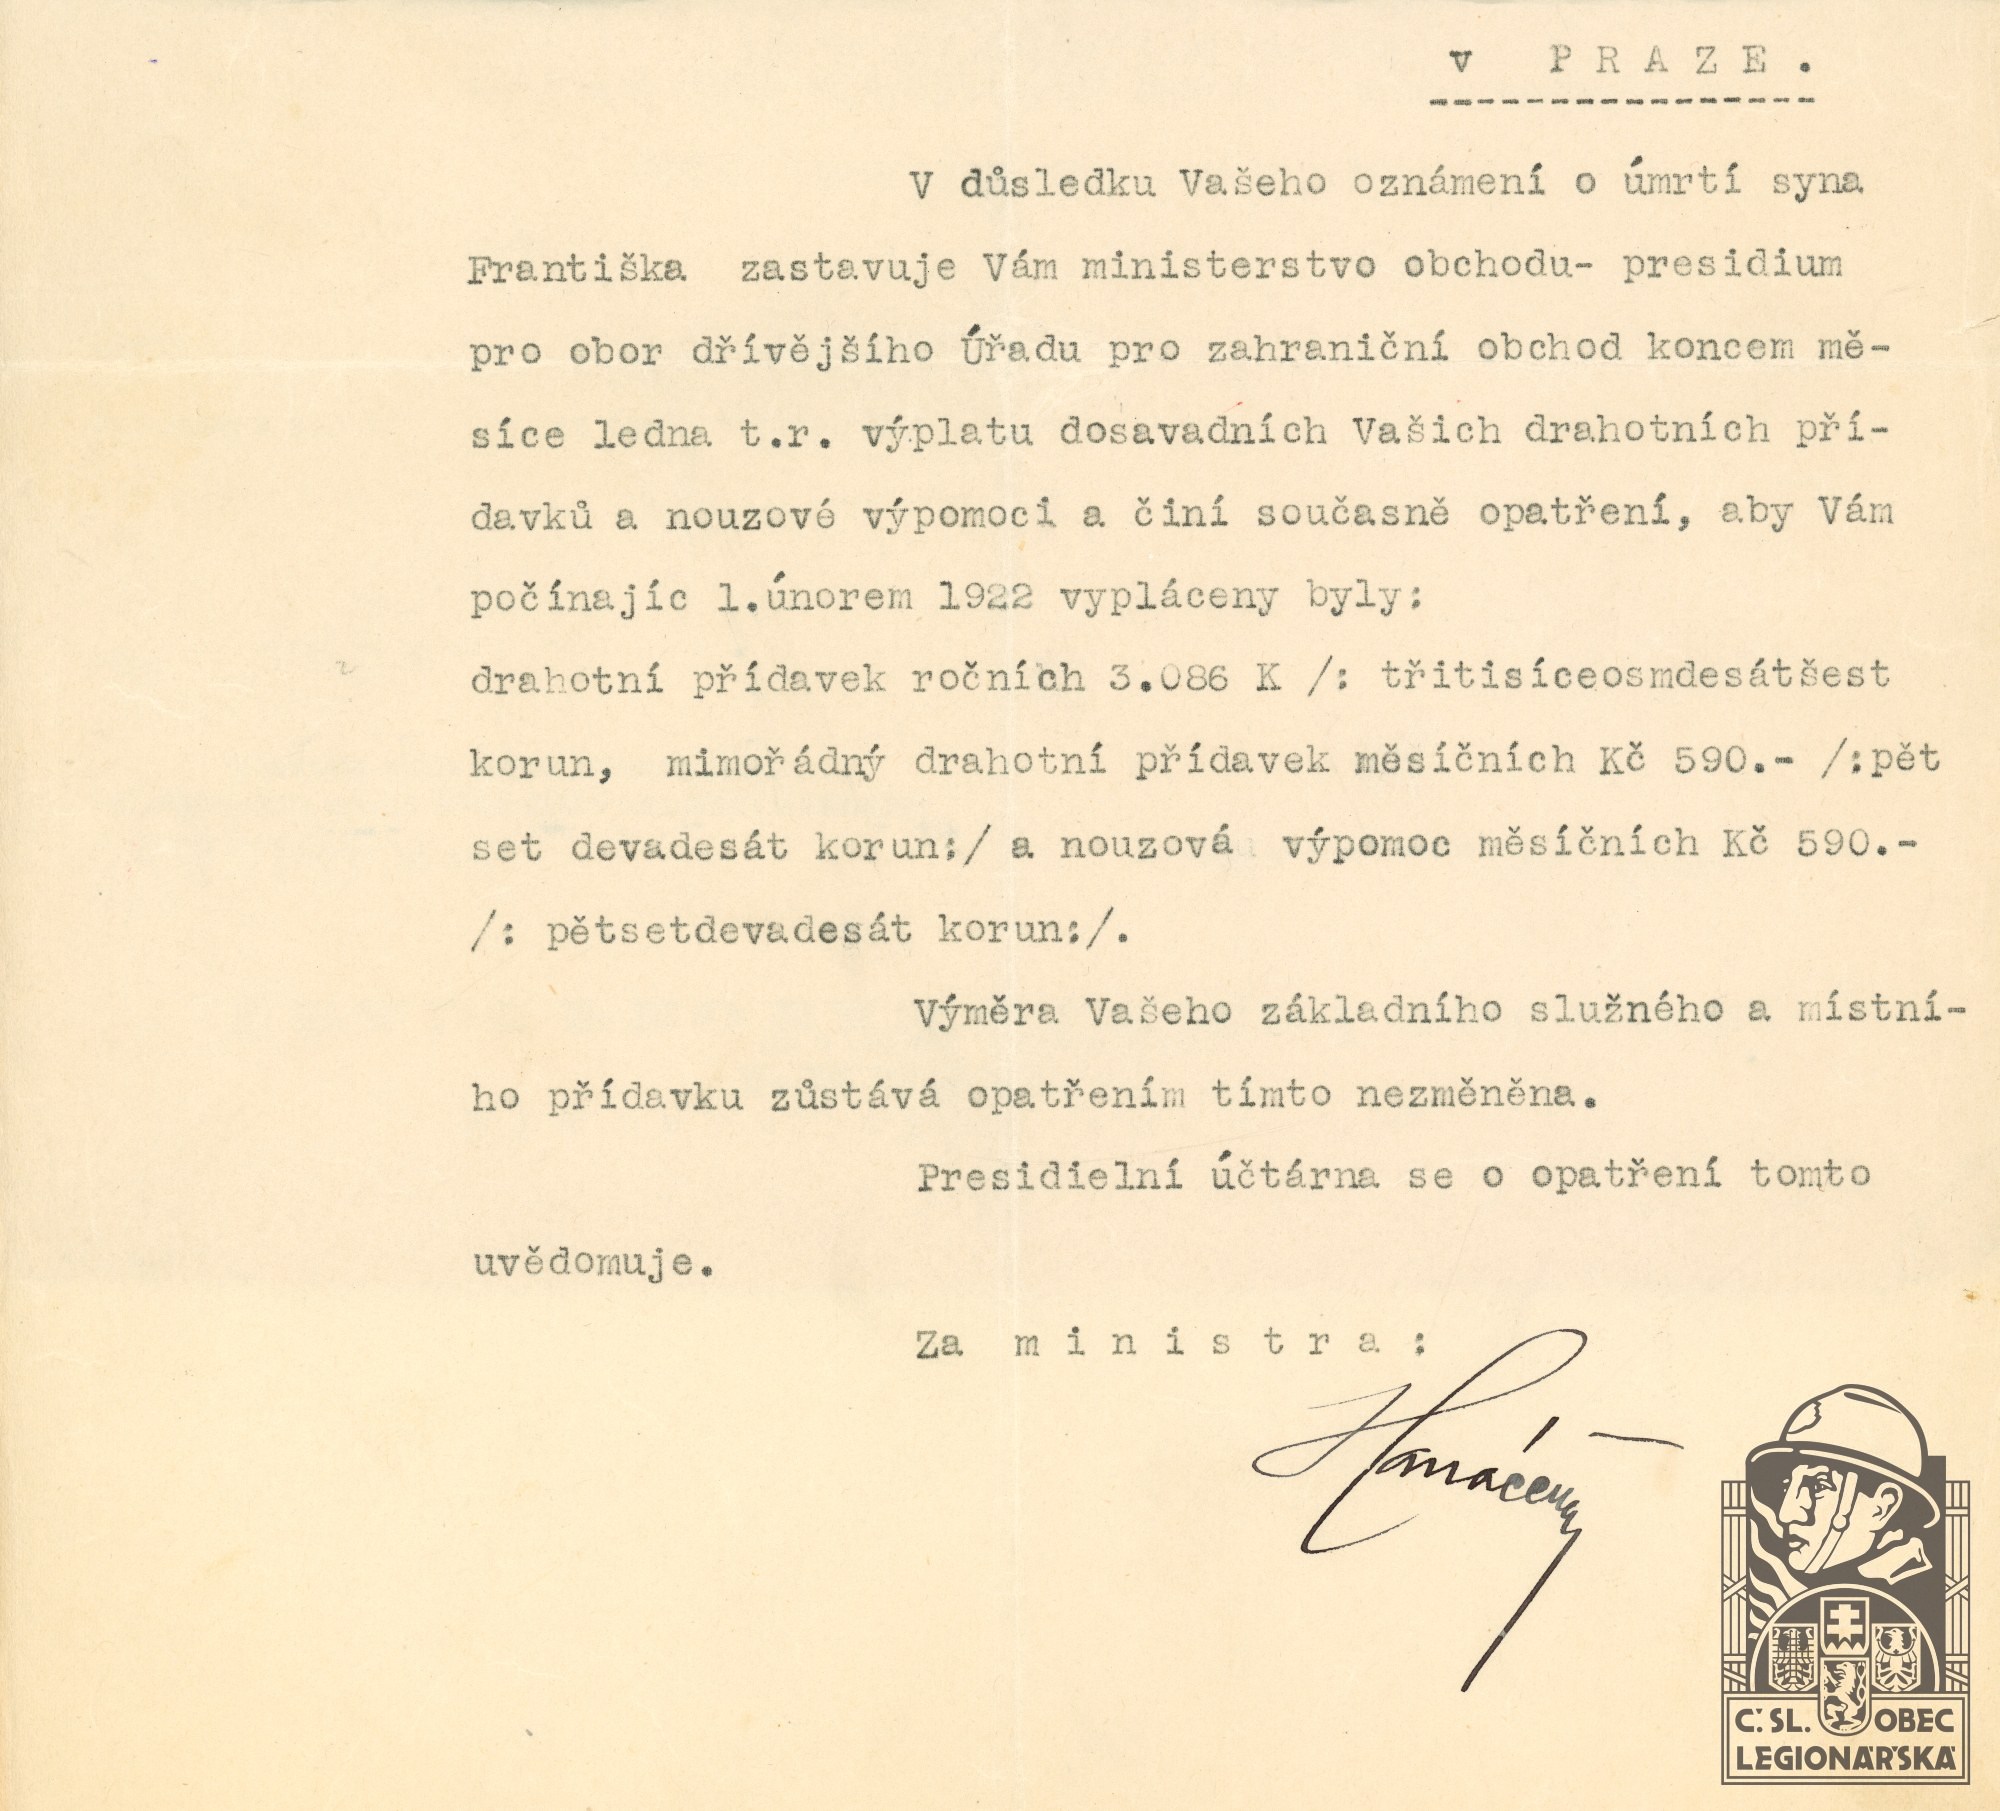 v PRAZE.
V důsledku Vašeho oznámení o úmrtí syna
Františka zastavuje Vám ministerstvo obchodu- presidium
pro obor dřívějšího Úřadu pro zahraniční obchod koncem mě-
síce ledna t.r. výplatu dosavadních Vašich drahotních pří-
davků a nouzové výpomoci a činí současně opatření, aby Vám
počínajíc 1.únorem 1922 vypláceny byly:
drahotní přídavek ročních 3.086 K /: třitisíceosmdesátšest
korun, mimořádný drahotní přídavek měsíčních Kč 590.- /:pět
set devadesát korun:/ a nouzová výpomoc měsíčních Kč 590.-
/: pětsetdevadesát korun:/.
Výměra Vašeho základního služného a místní-
ho přídavku zůstává opatřením tímto nezměněna.
Presidielní účtárna se o opatření tomto
uvědomuje.
Za ministra:
Č.SL. OBEC
LEGIONÁŘSKÁ